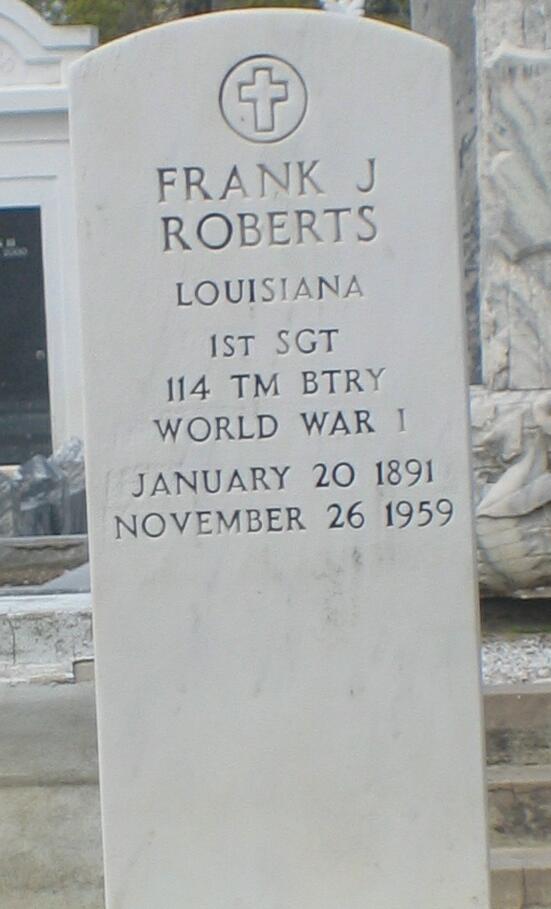 FRANK J
ROBERTS
LOUISIANA
1ST SGT
114 TM BTRY
WORLD WAR I
JANUARY 20 1891
NOVEMBER 26 1959